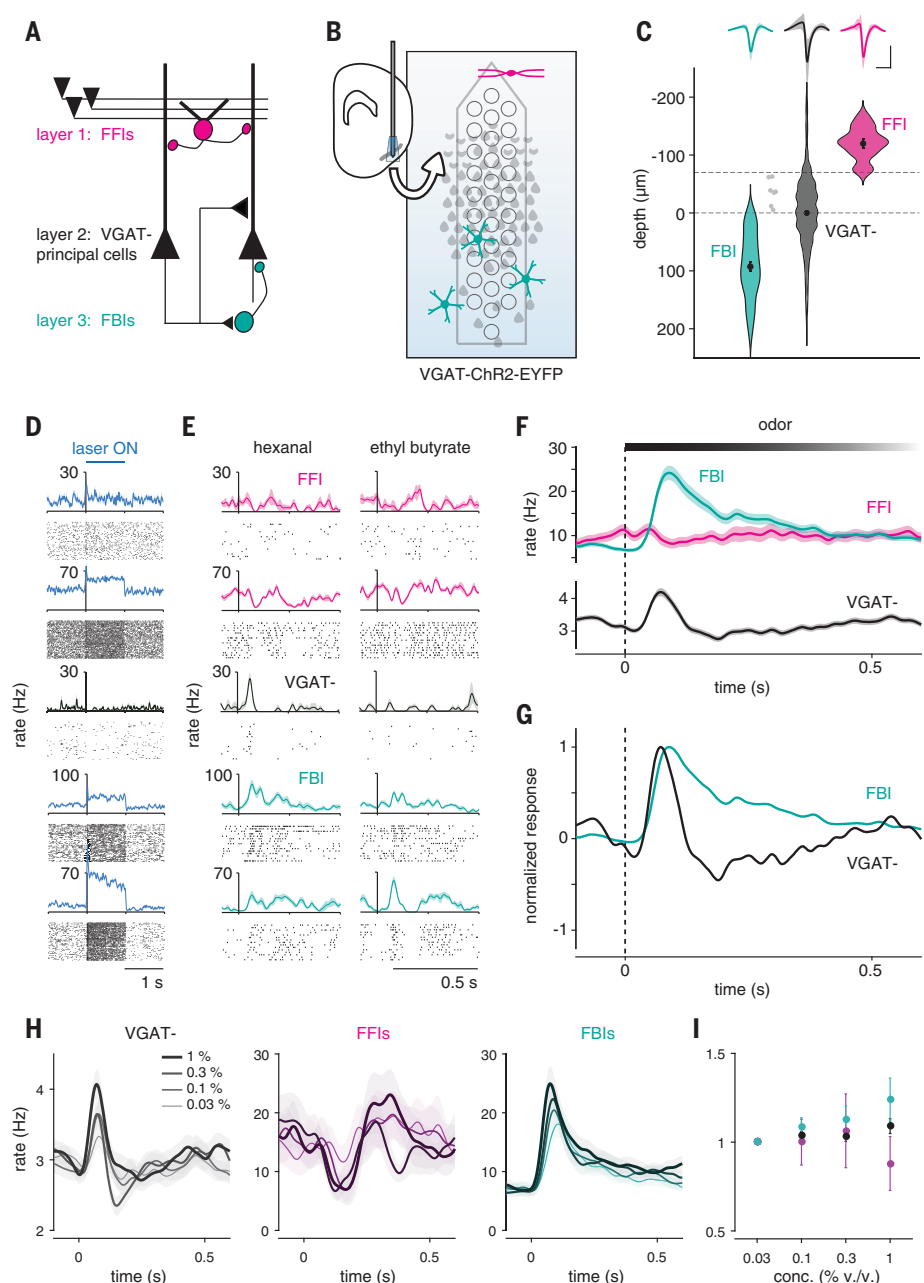 A
layer 1: FFIs
layer 2: VGAT-
principal cells
layer 3: FBIs
B
VGAT-ChR2-EYFP
C
-200
-100
0
100
200
depth (µm)
FBI
VGAT-
FFI
D
laser ON
30
70
30
100
70
rate (Hz)
1 s
E
hexanal
ethyl butyrate
FFI
30
70
VGAT-
30
FBI
100
70
rate (Hz)
0.5 s
F
odor
30
20
10
rate (Hz)
FBI
FFI
4
3
VGAT-
0
0.5
time (s)
G
1
0
-1
normalized response
FBI
VGAT-
0
0.5
time (s)
H
VGAT-
1 %
0.3 %
0.1 %
0.03 %
4
3
2
rate (Hz)
0
0.5
time (s)
FFIs
30
20
10
0
0
0.5
time (s)
FBIs
30
20
10
0
0
0.5
time (s)
I
1.5
1
0.5
0.03
0.1
0.3
1
conc. (% v./v.)